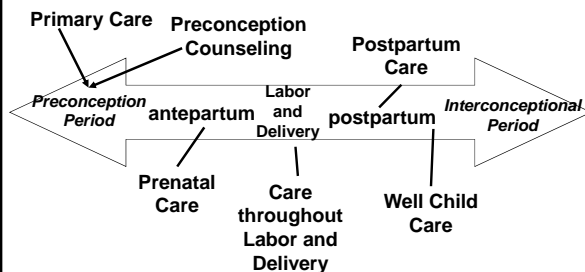 Primary Care
Preconception
Counseling
Postpartum
Care
Preconception
Period
antepartum
Labor
and
Delivery
postpartum
Interconceptional
Period
Prenatal
Care
Care
throughout
Labor and
Delivery
Well Child
Care